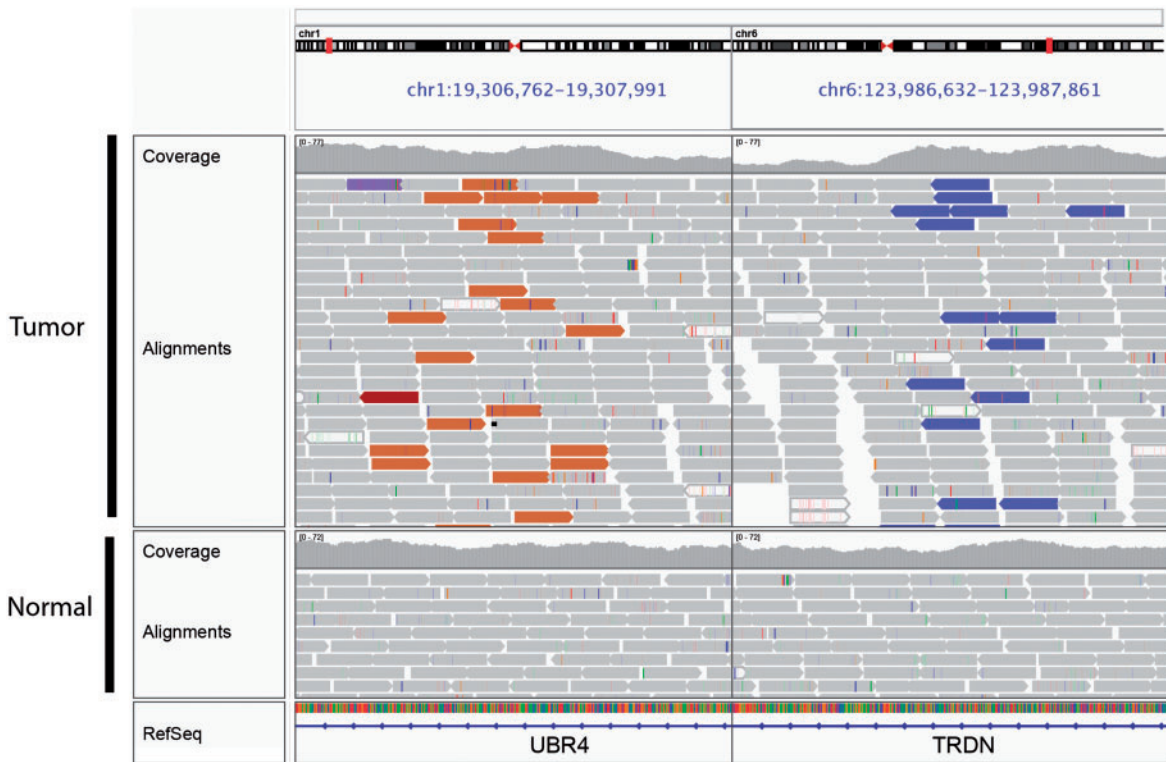 chr1
chr6
chr1:19,306,762-19,307,991
chr6:123,986,632-123,987,861
Tumor
Coverage
[0 - 77]
[0 - 77]
Alignments
Normal
Coverage
[0 - 72]
[0 - 72]
Alignments
RefSeq
UBR4
TRDN